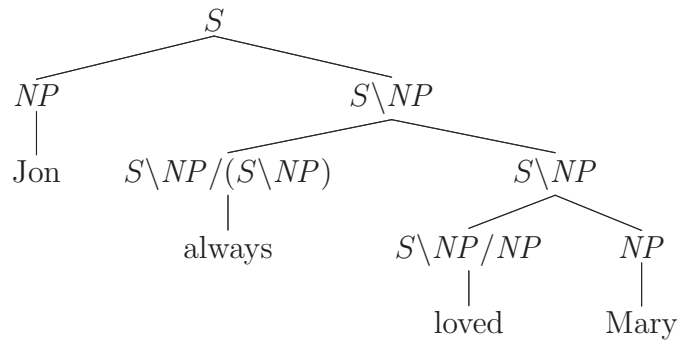 S
NP S\NP
Jon S\NP/(S\NP) S\NP
always S\NP/NP NP
loved Mary